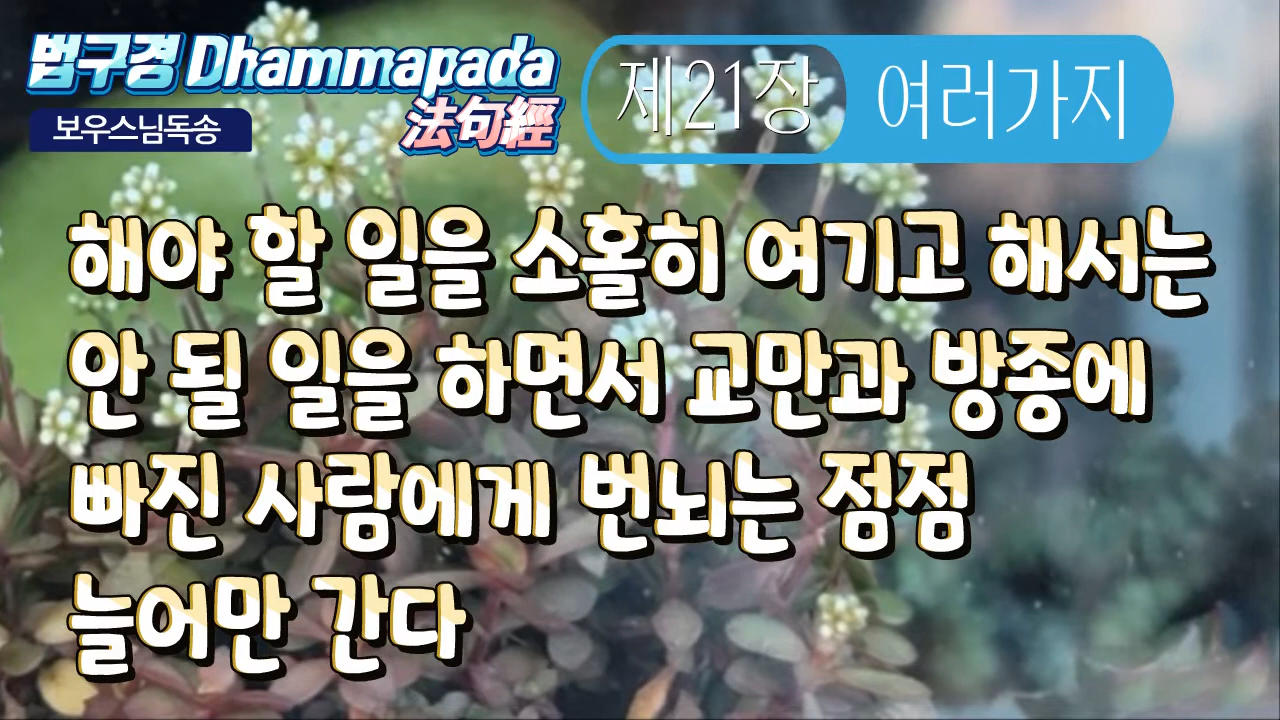 법구경 Dhammapada
法句經
보우스님독송
제21장 여러가지
해야 할 일을 소홀히 여기고 해서는
안 될 일을 하면서 교만과 방종에
빠진 사람에게 번뇌는 점점
늘어만 간다